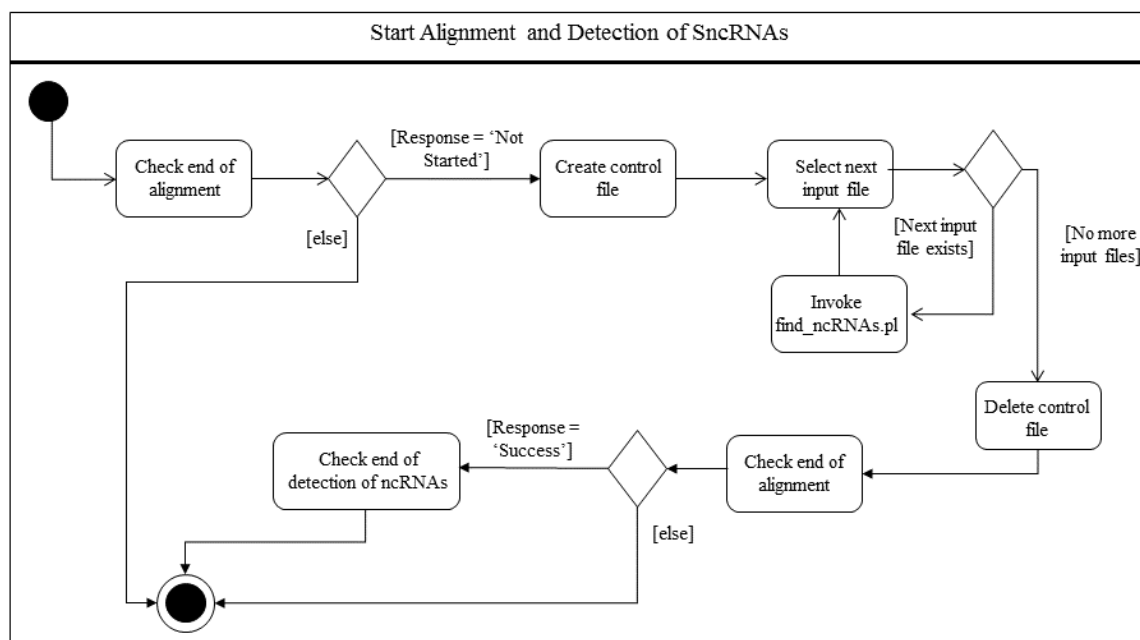 Start Alignment and Detection of SncRNAs
[Response = ‘Not
Started’]
Check end of
alignment
Create control
file
Select next
input file
[else]
[Next input
file exists]
[No more
input files]
Invoke
find_ncRNAs.pl
Delete control
file
[Response =
‘Success’]
Check end of
detection of ncRNAs
Check end of
alignment
[else]